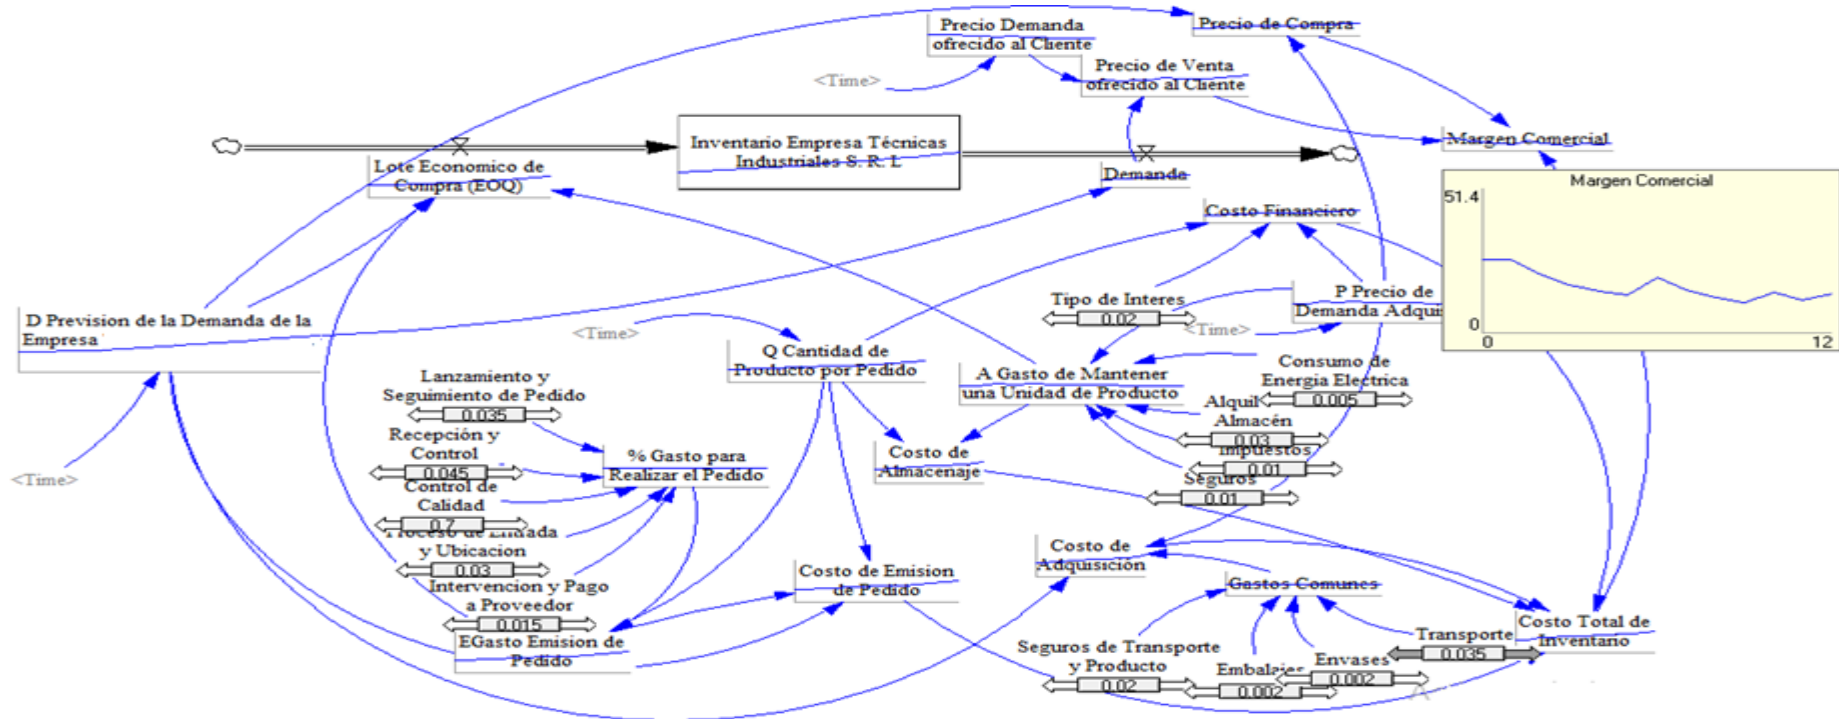 Precio Demanda
ofrecido al Cliente
Precio de Compra
<Time>
Precio de Venta
ofrecido al Cliente
Inventario Empresa Técnicas
Industriales S. R. L
Margen Comercial
Lote Economico de
Compra (EOQ)
Demanda
Margen Comercial
51.4
0
0
12
Costo Financiero
D Prevision de la Demanda de la
Empresa
<Time>
Tipo de Interes
0.02
<Time>
P Precio de
Demanda
Q Cantidad de
Producto por Pedido
A Gasto de Mantener
una Unidad de Producto
Consumo de
Energia Electrica
0.005
Lanzamiento y
Seguimiento de Pedido
0.035
Alquil
Almacén
0.03
Recepción y
Control
0.045
% Gasto para
Realizar el Pedido
Costo de
Almacenaje
Impuestos
0.01
Seguros
0.01
<Time>
Control de
Calidad
0.7
y Ubicacion
0.03
Costo de
Adquisición
Costo de Emision
de Pedido
Gastos Comunes
Intervencion y Pago
a Proveedor
0.015
EGasto Emision de
Pedido
Costo Total de
Inventario
Transporte
0.035
Seguros de Transporte
y Producto
0.02
Embalajes
0.002
Envases
0.002